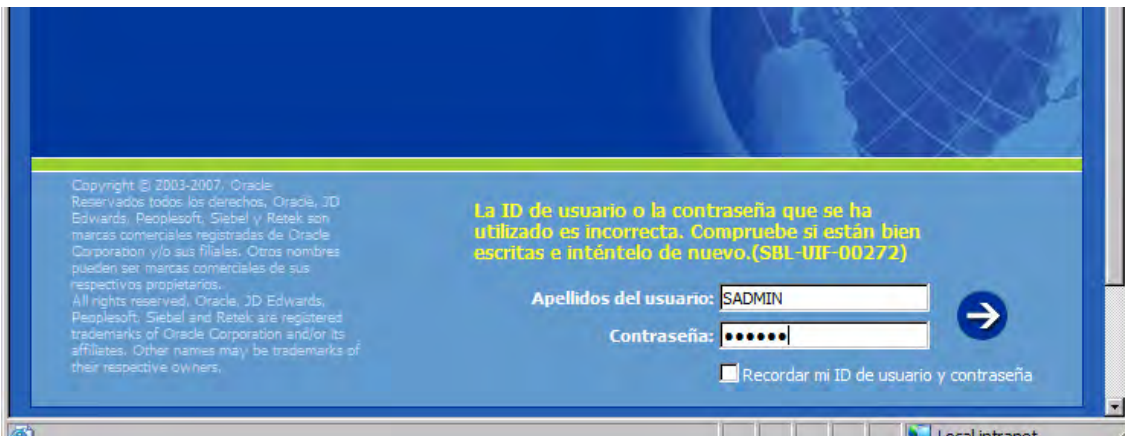 Copyright © 2003-2007, Oracle
Reservados todos los derechos, Oracle, JD
Edwards, Peoplesoft, Siebel y Retek son
marcas comerciales registradas de Oracle
Corporation y/o sus filiales. Otros nombres
pueden ser marcas comerciales de sus
respectivos propietarios.
All rights reserved, Oracle, JD Edwards,
Peoplesoft, Siebel and Retek are registered
trademarks of Oracle Corporation and/or its
affiliates. Other names may be trademarks of
their respective owners.
La ID de usuario o la contraseña que se ha
utilizado es incorrecta. Compruebe si están bien
escritas e inténtelo de nuevo.(SBL-UIF-00272)
Apellidos del usuario: SADMIN
Contraseña: ●●●●●●
Recordar mi ID de usuario y contraseña
Local intranet